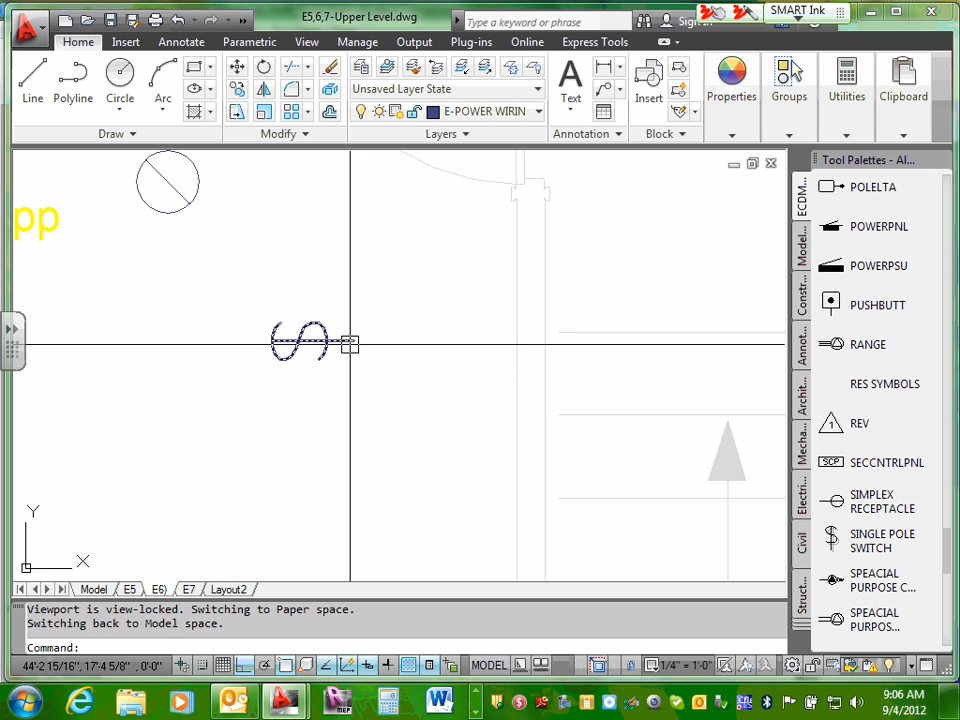 E5,6,7-Upper Level.dwg
Type a keyword or phrase
Sign
SMART Ink
Home Insert Annotate Parametric View Manage Output Plug-ins Online Express Tools
Line Polyline Circle Arc
Draw
Modify
Unsaved Layer State
E-POWER WIRIN
Layers
Text
Annotation
Insert
Block
Properties
Groups
Utilities
Clipboard
pp
Y
X
Tool Palettes - Al...
ECDM...
Model...
Constr...
Annot...
Archit...
Mecha...
Electri...
Civil
Struct...
POLELTA
POWERPNL
POWERPSU
PUSHBUTT
RANGE
RES SYMBOLS
1 REV
SCP SECCNTRLPNL
SIMPLEX
RECEPTACLE
SINGLE POLE
SWITCH
SPEACIAL
PURPOSE C...
SPEACIAL
PURPOS...
Model E5 E6) E7 Layout2
Viewport is view-locked. Switching to Paper space.
Switching back to Model space.
Command:
44'-2 15/16", 17'-4 5/8" , 0'-0"
MODEL
1/4" = 1'-0"
MEP
9:06 AM
9/4/2012